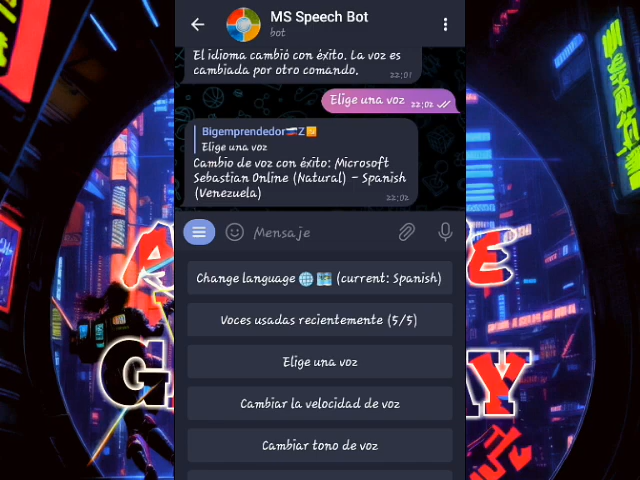 MS Speech Bot
bot
El idioma cambió con éxito. La voz es
cambiada por otro comando.
22:01
Elige una voz 22:02
Bigemprendedor Z
Elige una voz
Cambio de voz con éxito: Microsoft
Sebastian Online (Natural) - Spanish
(Venezuela)
22:02
Mensaje
Change language (current: Spanish)
Voces usadas recientemente (5/5)
Elige una voz
Cambiar la velocidad de voz
Cambiar tono de voz